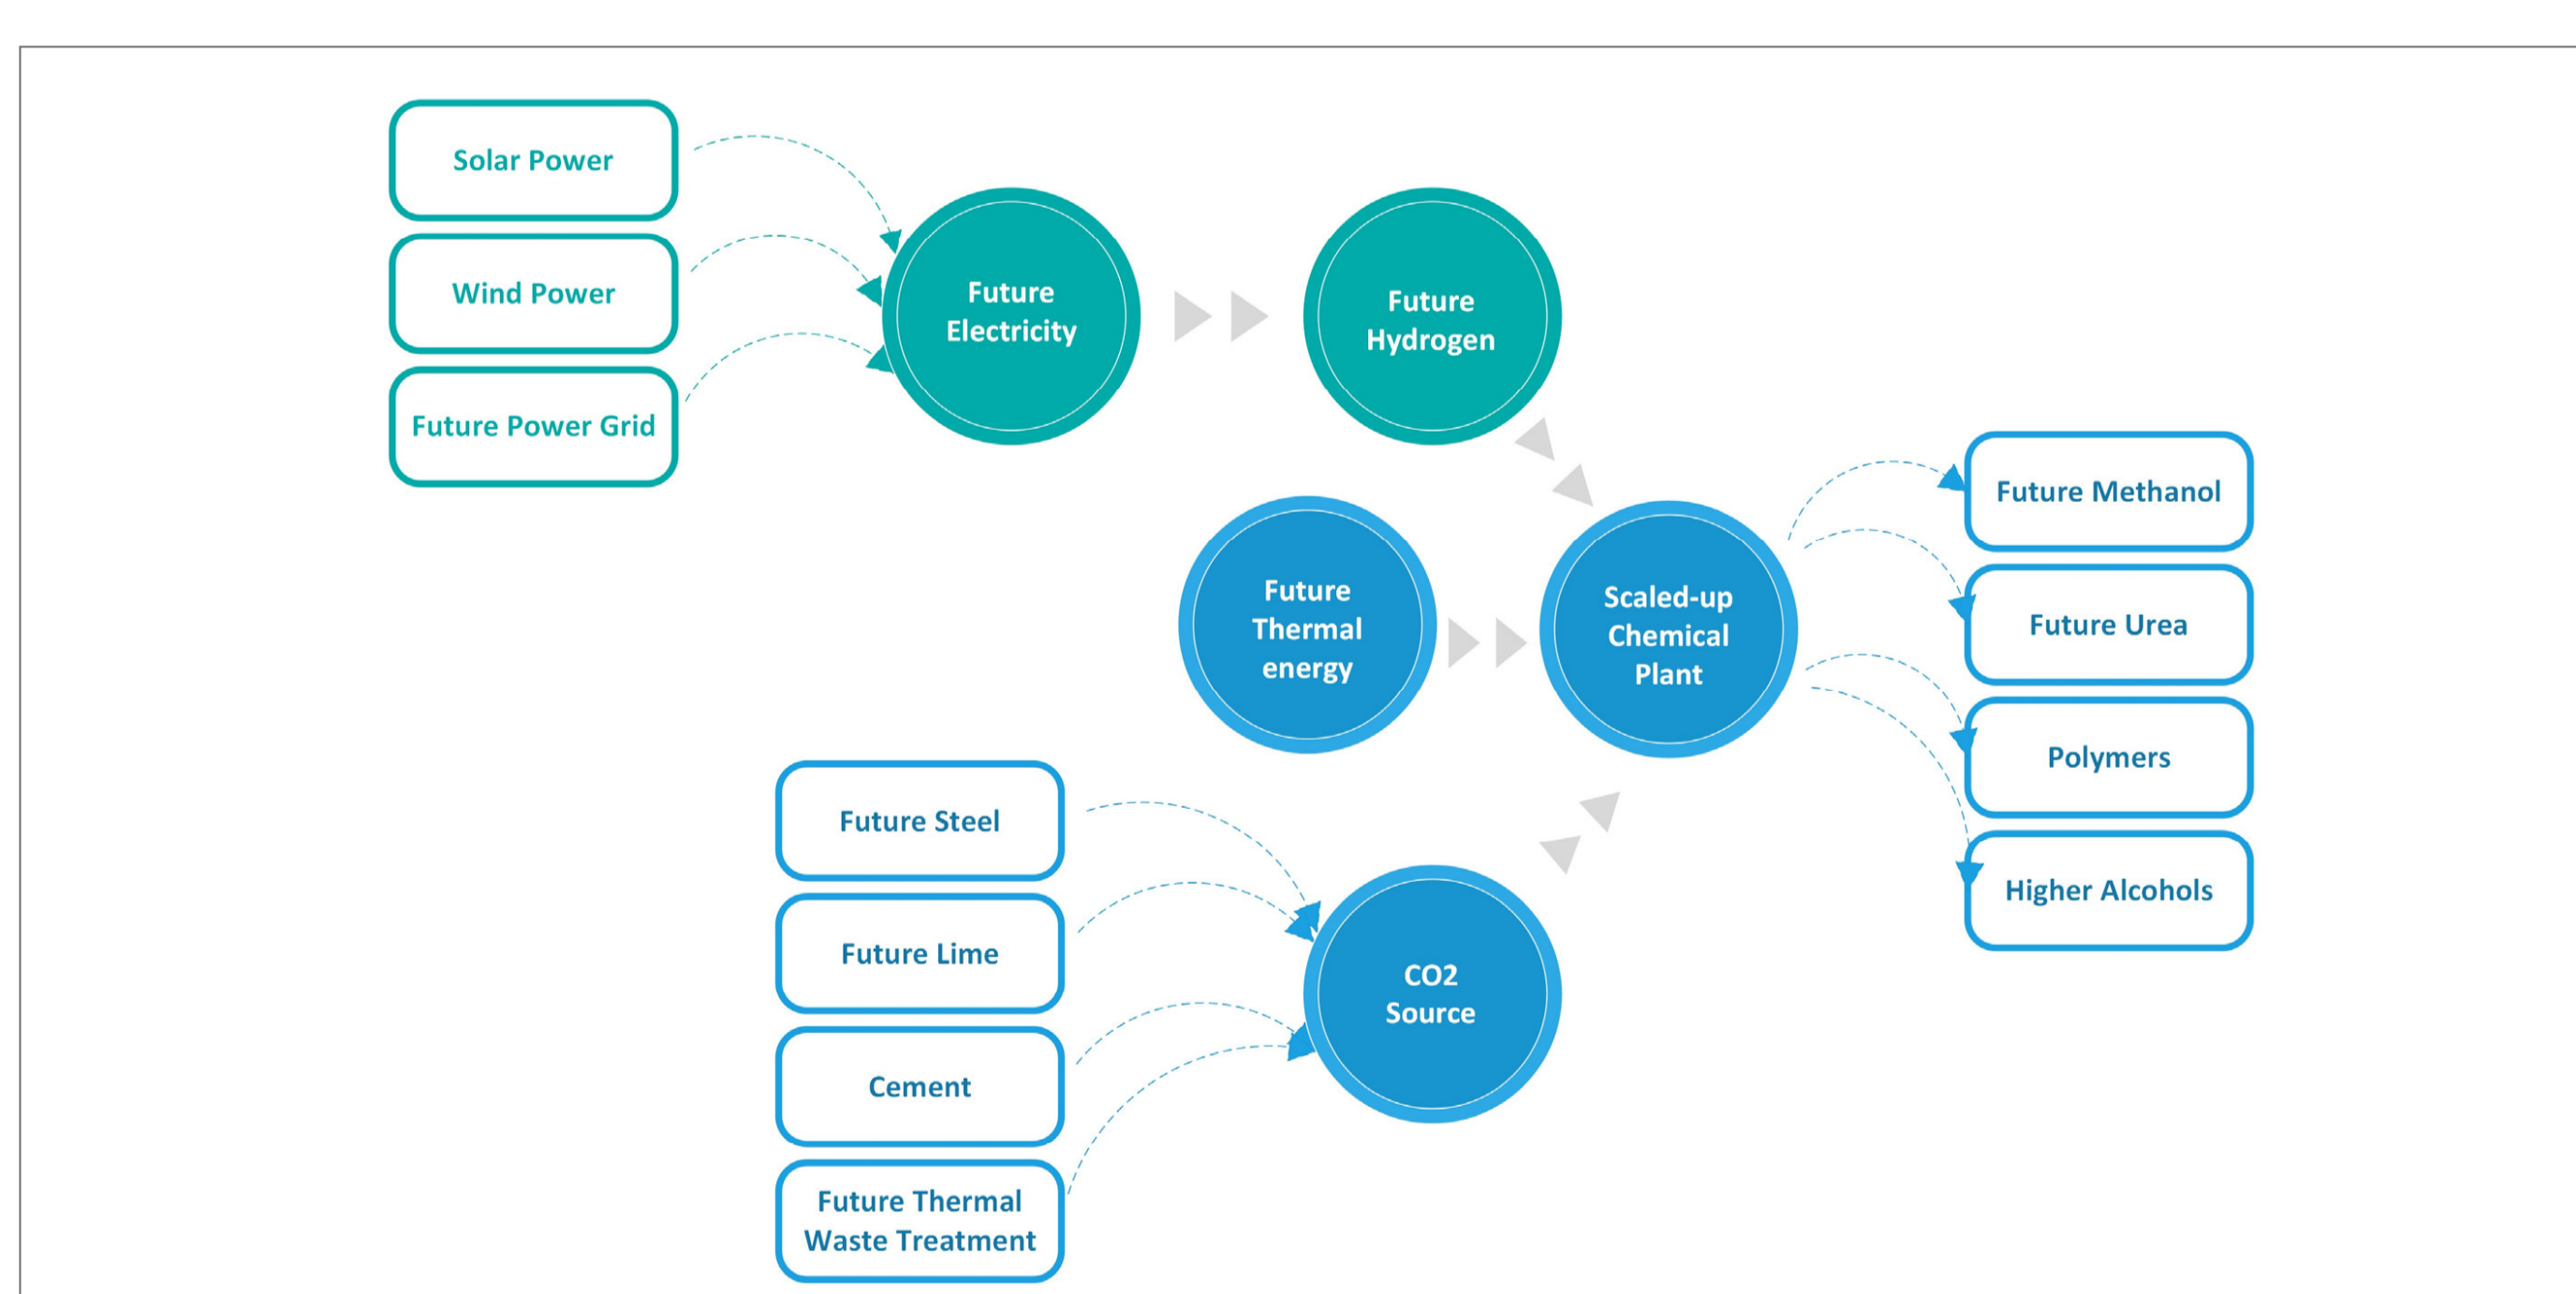 Solar Power
Wind Power
Future Power Grid
Future
Electricity
Future
Hydrogen
Future
Thermal
energy
Scaled-up
Chemical
Plant
Future Methanol
Future Urea
Polymers
Higher Alcohols
Future Steel
Future Lime
Cement
Future Thermal
Waste Treatment
CO2
Source